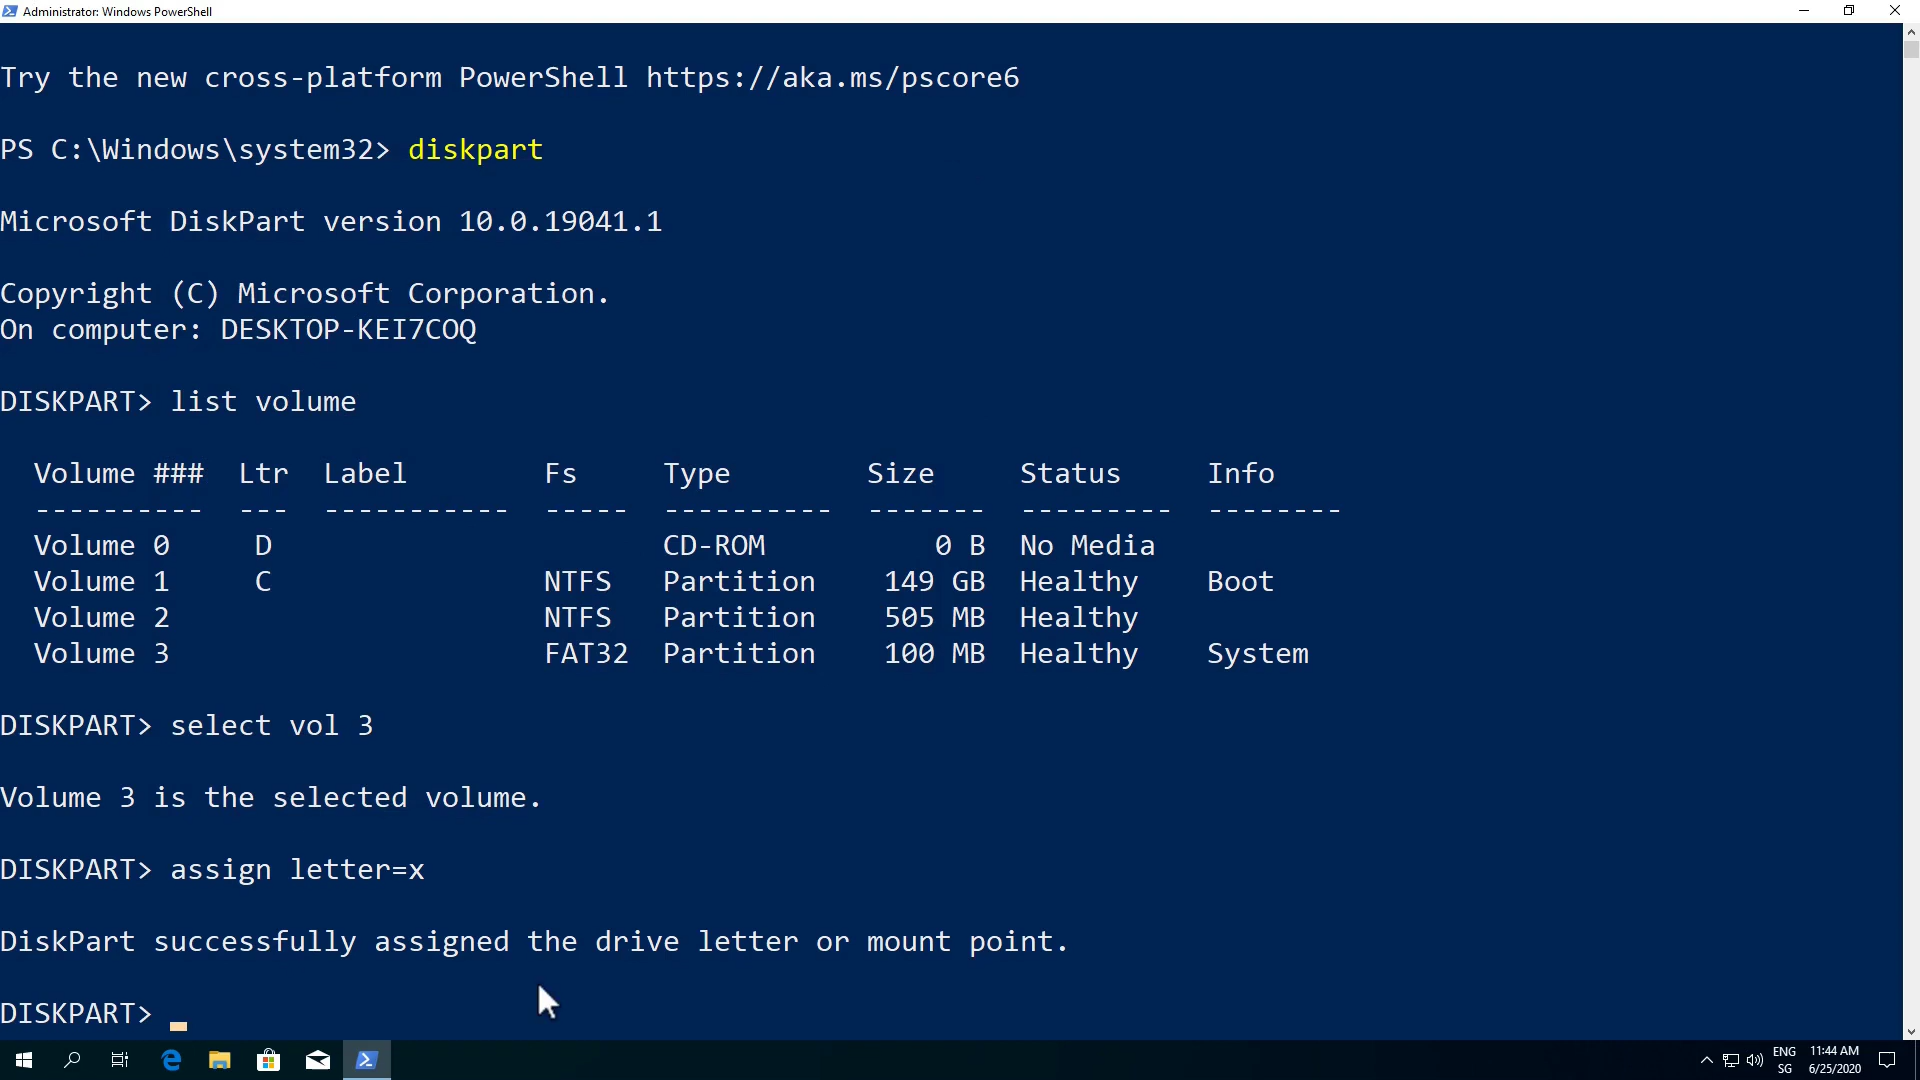 Administrator: Windows PowerShell
Try the new cross-platform PowerShell https://aka.ms/pscore6
PS C:\Windows\system32> diskpart
Microsoft DiskPart version 10.0.19041.1
Copyright (C) Microsoft Corporation.
On computer: DESKTOP-KEI7COQ
DISKPART> list volume
  Volume ###  Ltr  Label        Fs     Type        Size     Status     Info
  ----------  ---  -----------  -----  ----------  -------  ---------  --------
  Volume 0     D                       CD-ROM          0 B  No Media
  Volume 1     C                NTFS   Partition    149 GB  Healthy    Boot
  Volume 2                      NTFS   Partition    505 MB  Healthy
  Volume 3                      FAT32  Partition    100 MB  Healthy    System
DISKPART> select vol 3
Volume 3 is the selected volume.
DISKPART> assign letter=x
DiskPart successfully assigned the drive letter or mount point.
DISKPART>
ENG 11:44 AM
SG 6/25/2020